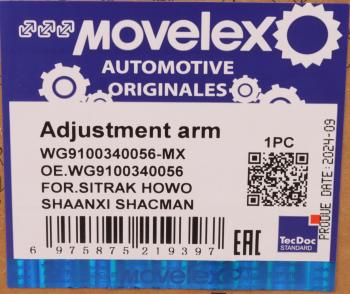 MOVELEX
AUTOMOTIVE
ORIGINALES
Adjustment arm
WG9100340056-MX
OE.WG9100340056
FOR.SITRAK HOWO
SHAANXI SHACMAN
1PC
6 975875 219397
EAC
TecDoc
STANDARD
PRODUE DATE:2024-09
MOVELEX